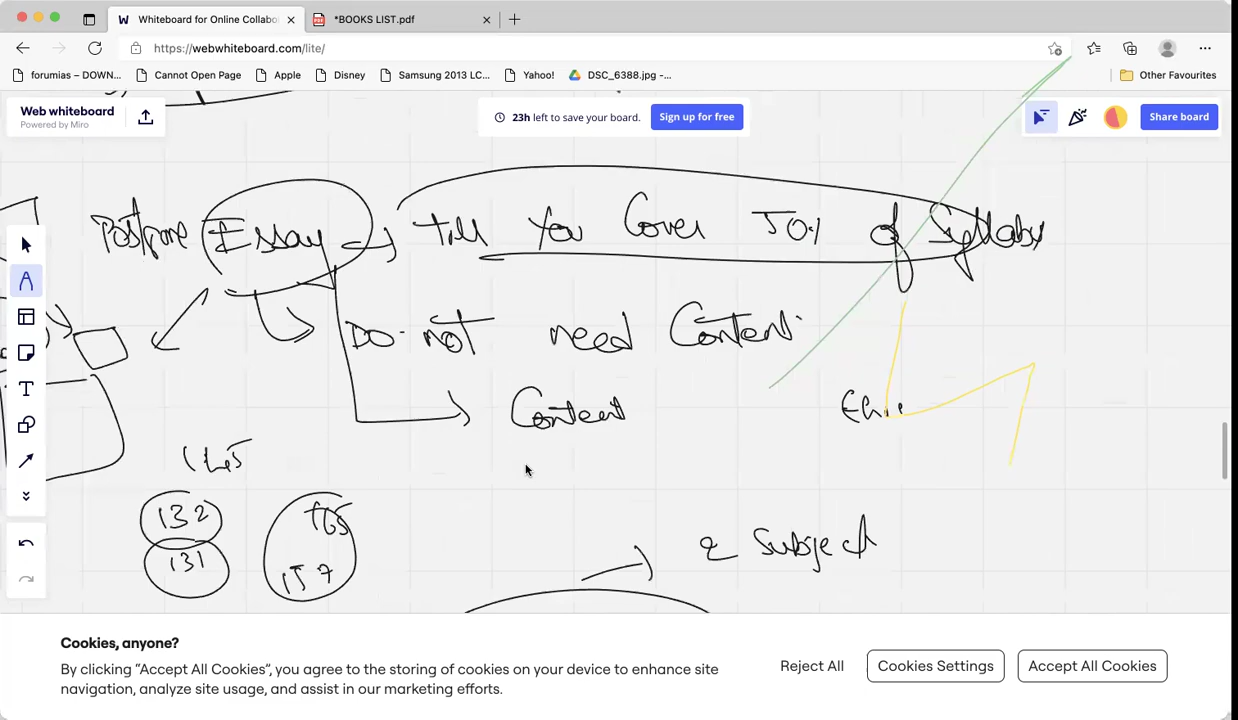 Whiteboard for Online Collabo
*BOOKS LIST.pdf
https://webwhiteboard.com/lite/
forumias – DOWN...
Cannot Open Page
Apple
Disney
Samsung 2013 LC...
Yahoo!
DSC_6388.jpg -...
Other Favourites
Web whiteboard
Powered by Miro
23h left to save your board.
Sign up for free
Share board
Postpone Essay till You Cover of Syllabus
Do not need Content
Content
132
165
131
157
2 Subject
Cookies, anyone?
By clicking “Accept All Cookies”, you agree to the storing of cookies on your device to enhance site
navigation, analyze site usage, and assist in our marketing efforts.
Reject All
Cookies Settings
Accept All Cookies